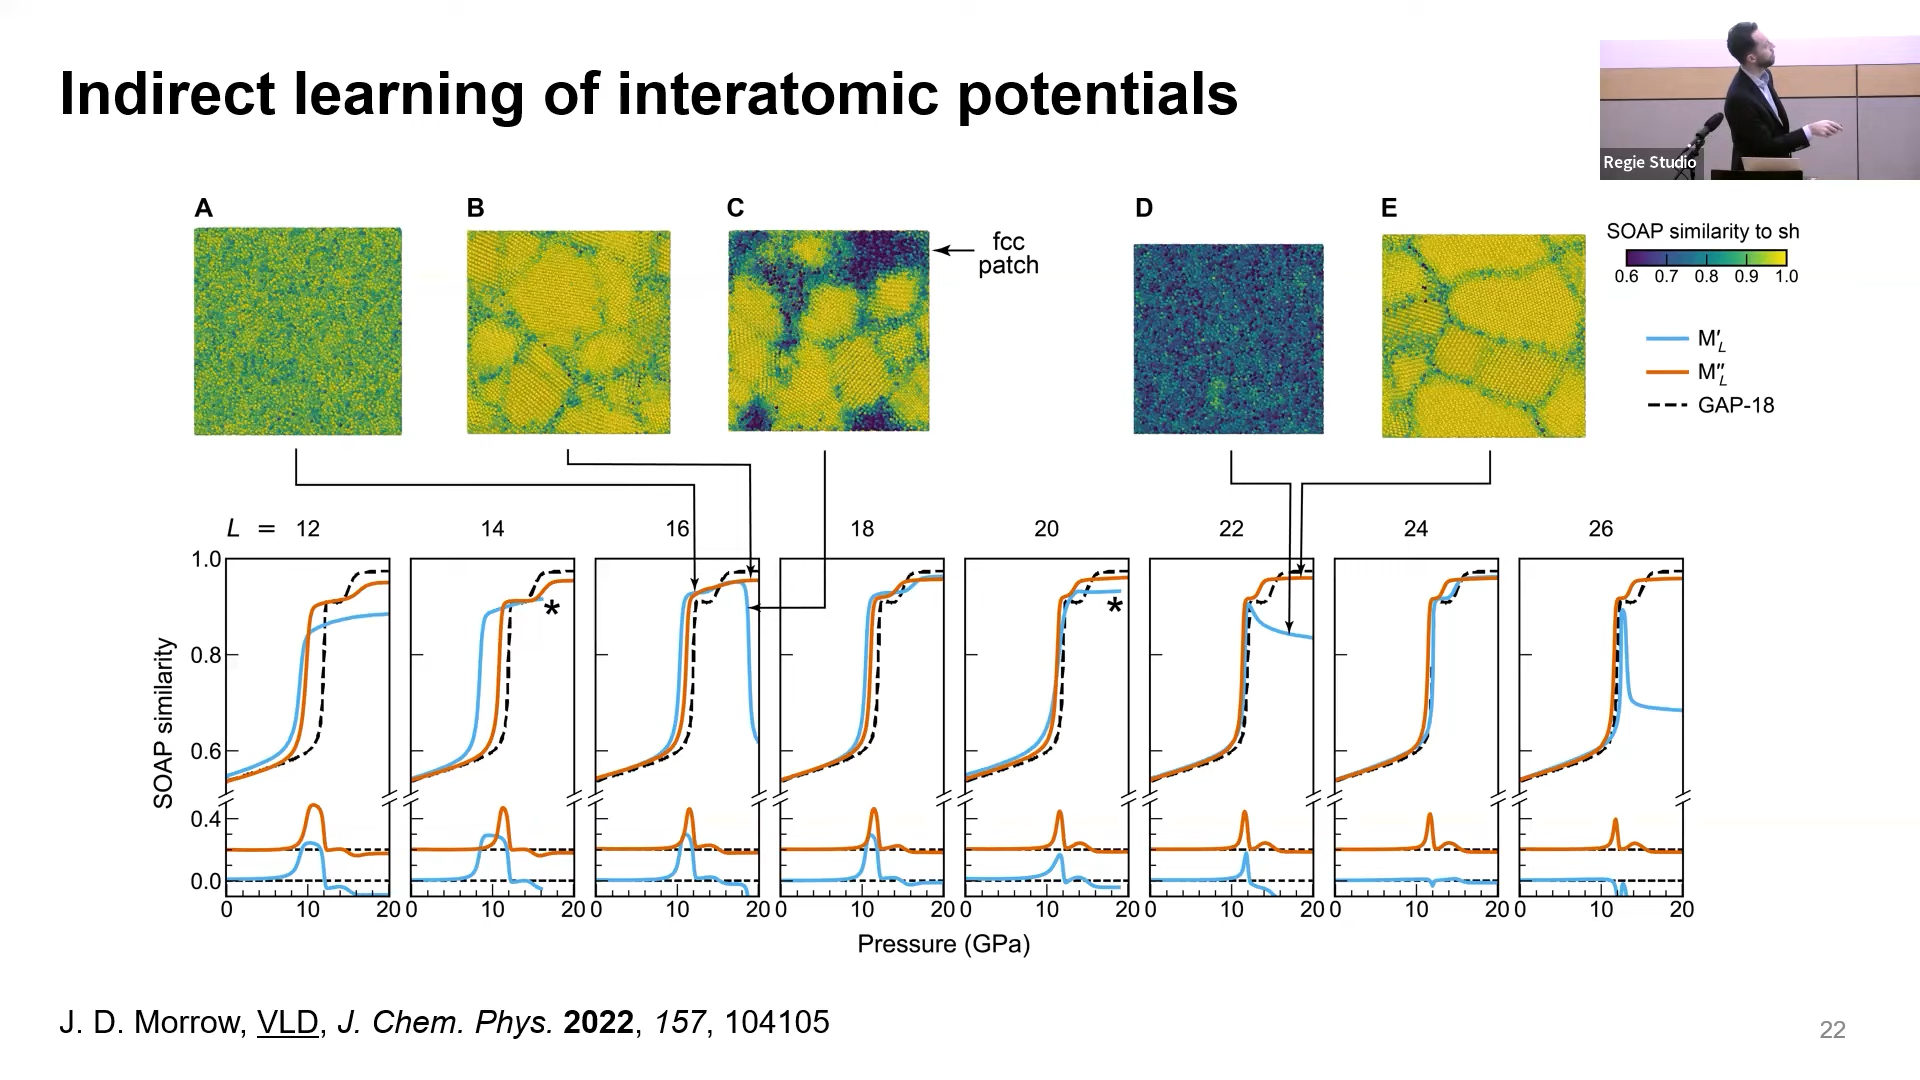 Indirect learning of interatomic potentials
Regie Studio
A
B
C
D
E
fcc
patch
SOAP similarity to sh
0.6 0.7 0.8 0.9 1.0
M′L
M″L
GAP-18
L = 12 14 16 18 20 22 24 26
SOAP similarity
1.0
0.8
0.6
0.4
0.0
*
*
0 10 20 0 10 20 0 10 20 0 10 20 0 10 20 0 10 20 0 10 20 0 10 20
Pressure (GPa)
J. D. Morrow, VLD, J. Chem. Phys. 2022, 157, 104105
22